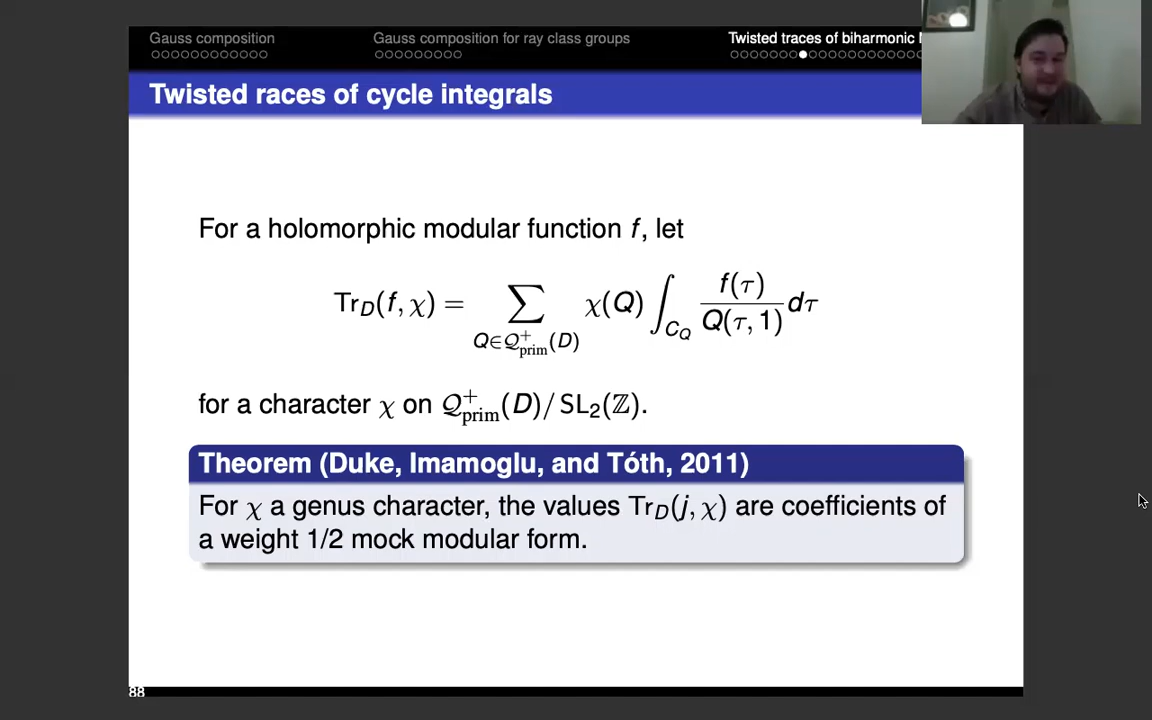 Gauss composition
Gauss composition for ray class groups
Twisted traces of biharmonic
Twisted races of cycle integrals
For a holomorphic modular function f, let
Tr_D(f, χ) = ∑_{Q∈𝒬⁺_prim(D)} χ(Q) ∫_{C_Q} f(τ)/Q(τ, 1) dτ
for a character χ on 𝒬⁺_prim(D)/ SL₂(ℤ).
Theorem (Duke, Imamoglu, and Tóth, 2011)
For χ a genus character, the values Tr_D(j, χ) are coefficients of
a weight 1/2 mock modular form.
88